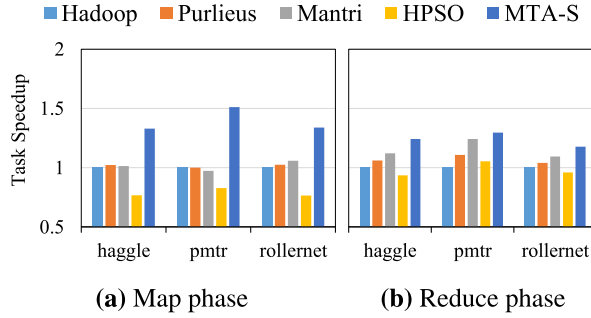 Hadoop Purlieus Mantri HPSO MTA-S
Task Speedup
2
1.5
1
0.5
haggle pmtr rollernet haggle pmtr rollernet
(a) Map phase (b) Reduce phase